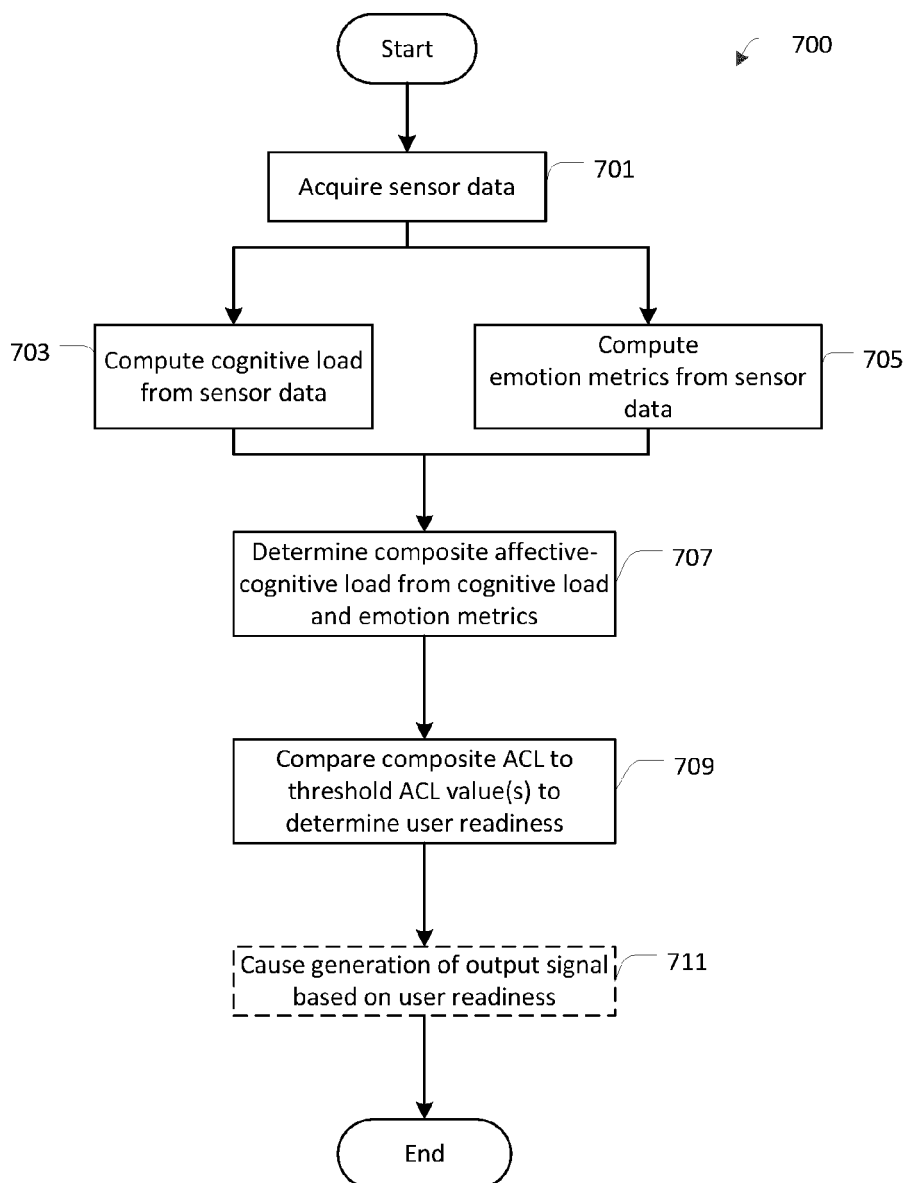 Start
700
Acquire sensor data
701
703
Compute cognitive load
from sensor data
Compute
emotion metrics from sensor
data
705
Determine composite affective-
cognitive load from cognitive load
and emotion metrics
707
Compare composite ACL to
threshold ACL value(s) to
determine user readiness
709
Cause generation of output signal
based on user readiness
711
End